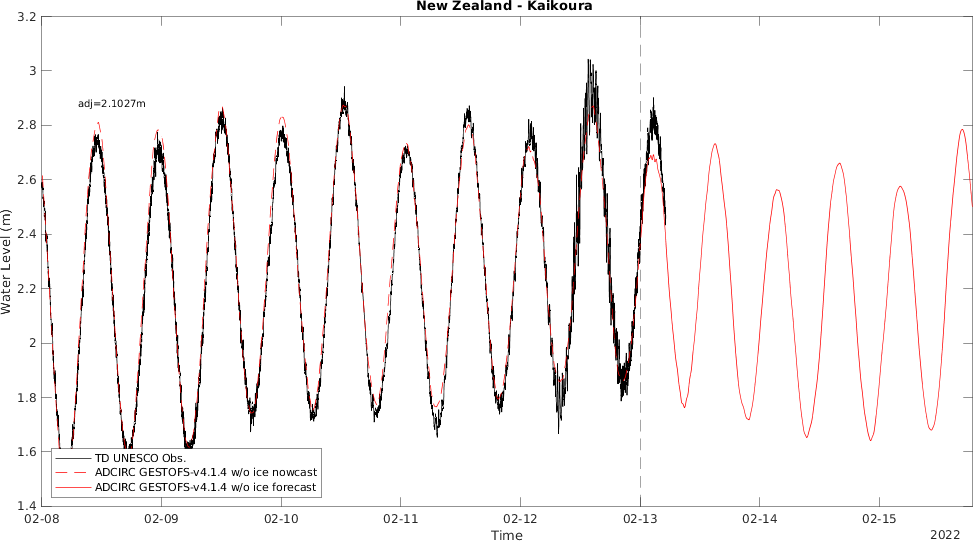 New Zealand - Kaikoura
3.2
3
2.8
2.6
2.4
2.2
2
1.8
1.6
1.4
Water Level (m)
adj=2.1027m
TD UNESCO Obs.
ADCIRC GESTOFS-v4.1.4 w/o ice nowcast
ADCIRC GESTOFS-v4.1.4 w/o ice forecast
02-08 02-09 02-10 02-11 02-12 02-13 02-14 02-15
Time
2022